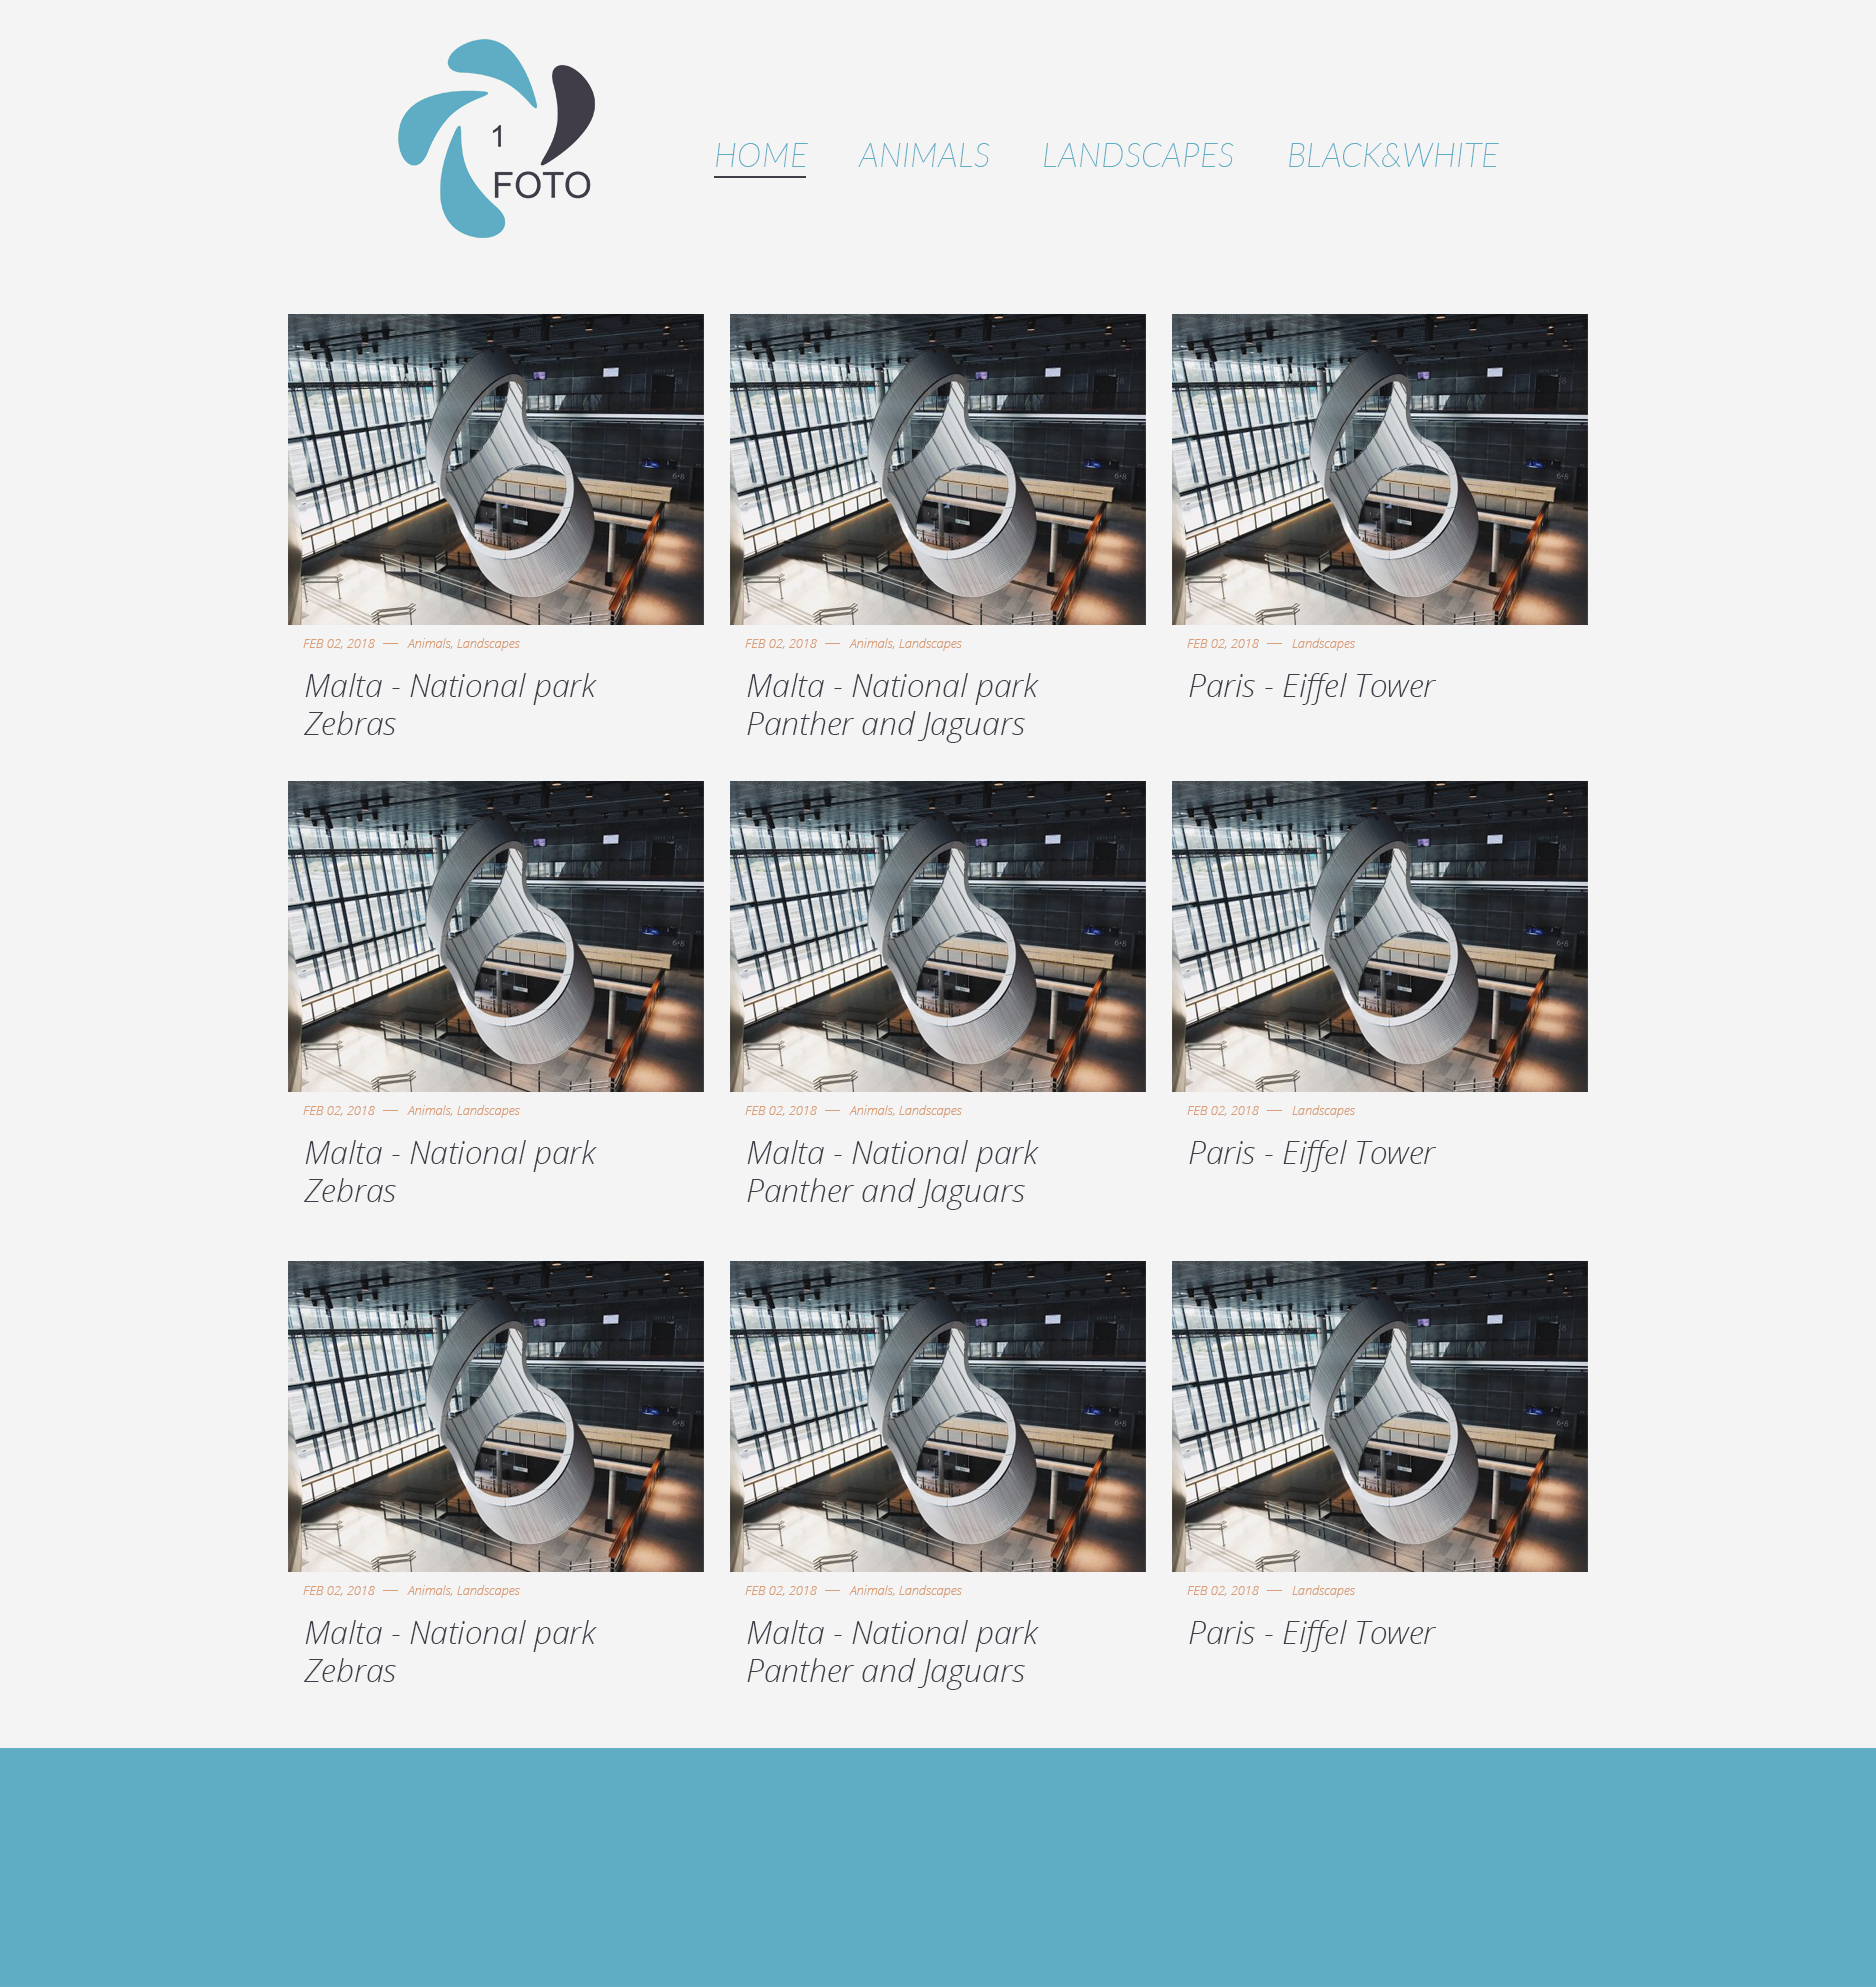 1
FOTO
HOME ANIMALS LANDSCAPES BLACK&WHITE
FEB 02, 2018 — Animals, Landscapes
Malta - National park
Zebras
FEB 02, 2018 — Animals, Landscapes
Malta - National park
Panther and Jaguars
FEB 02, 2018 — Landscapes
Paris - Eiffel Tower
FEB 02, 2018 — Animals, Landscapes
Malta - National park
Zebras
FEB 02, 2018 — Animals, Landscapes
Malta - National park
Panther and Jaguars
FEB 02, 2018 — Landscapes
Paris - Eiffel Tower
FEB 02, 2018 — Animals, Landscapes
Malta - National park
Zebras
FEB 02, 2018 — Animals, Landscapes
Malta - National park
Panther and Jaguars
FEB 02, 2018 — Landscapes
Paris - Eiffel Tower